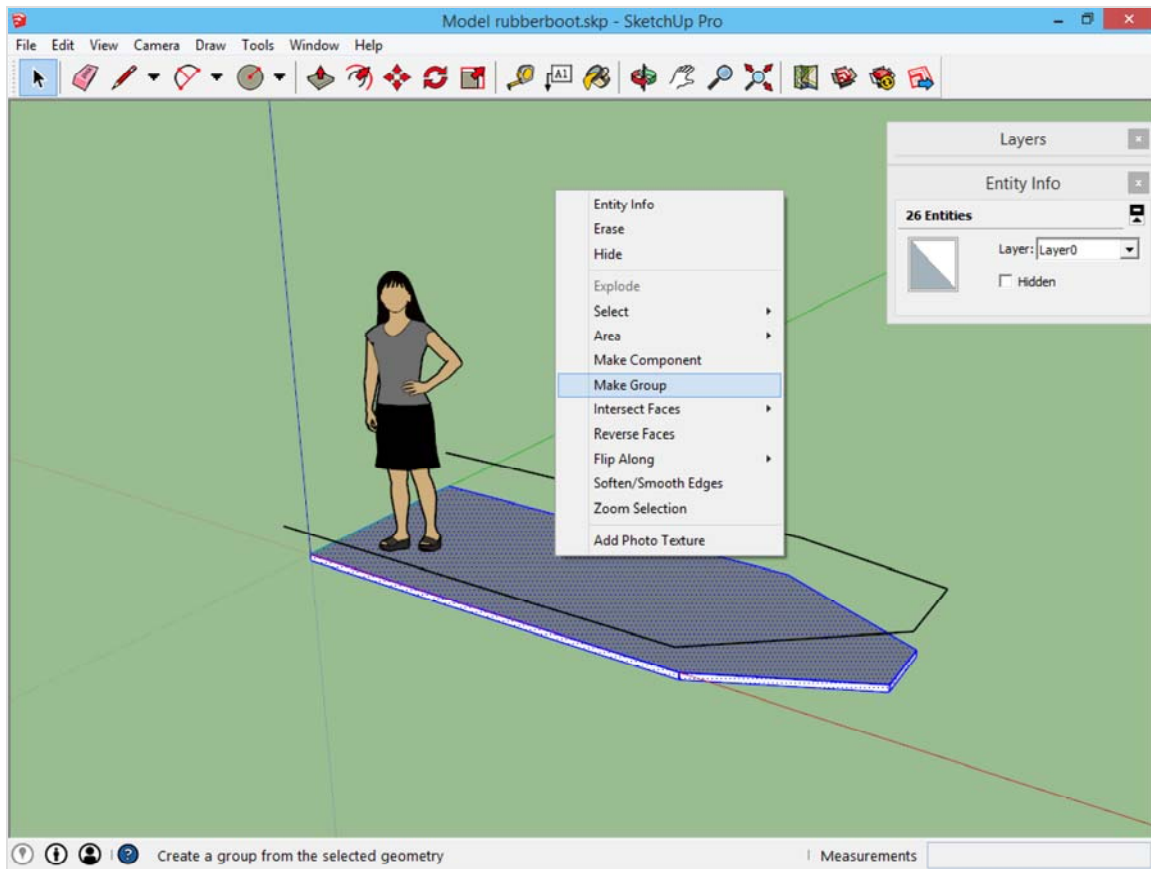 Model rubberboot.skp - SketchUp Pro
File Edit View Camera Draw Tools Window Help
A1
Layers
Entity Info
26 Entities
Layer: Layer0
Hidden
Entity Info
Erase
Hide
Explode
Select
Area
Make Component
Make Group
Intersect Faces
Reverse Faces
Flip Along
Soften/Smooth Edges
Zoom Selection
Add Photo Texture
Create a group from the selected geometry
Measurements